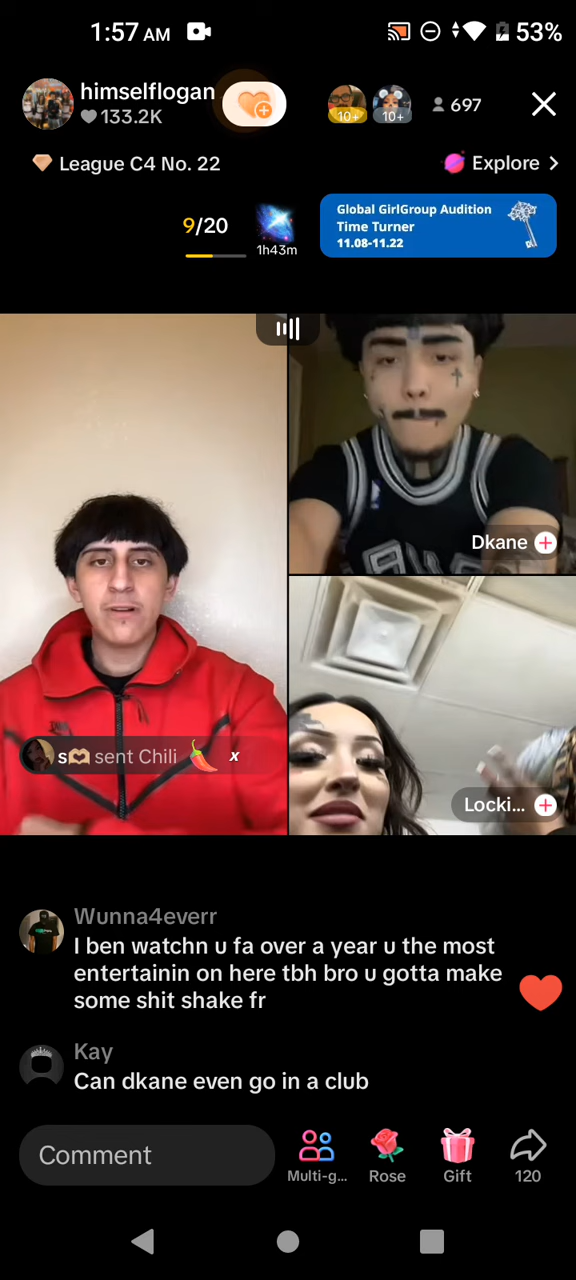 1:57 AM
53%
himselflogan
133.2K
10+
10+
697
League C4 No. 22
Explore >
9/20
1h43m
Global GirlGroup Audition
Time Turner
11.08-11.22
Dkane
s🫶 sent Chili 🌶️ x
Locki...
Wunna4everr
I ben watchn u fa over a year u the most
entertainin on here tbh bro u gotta make
some shit shake fr
Kay
Can dkane even go in a club
Comment
Multi-g...
Rose
Gift
120